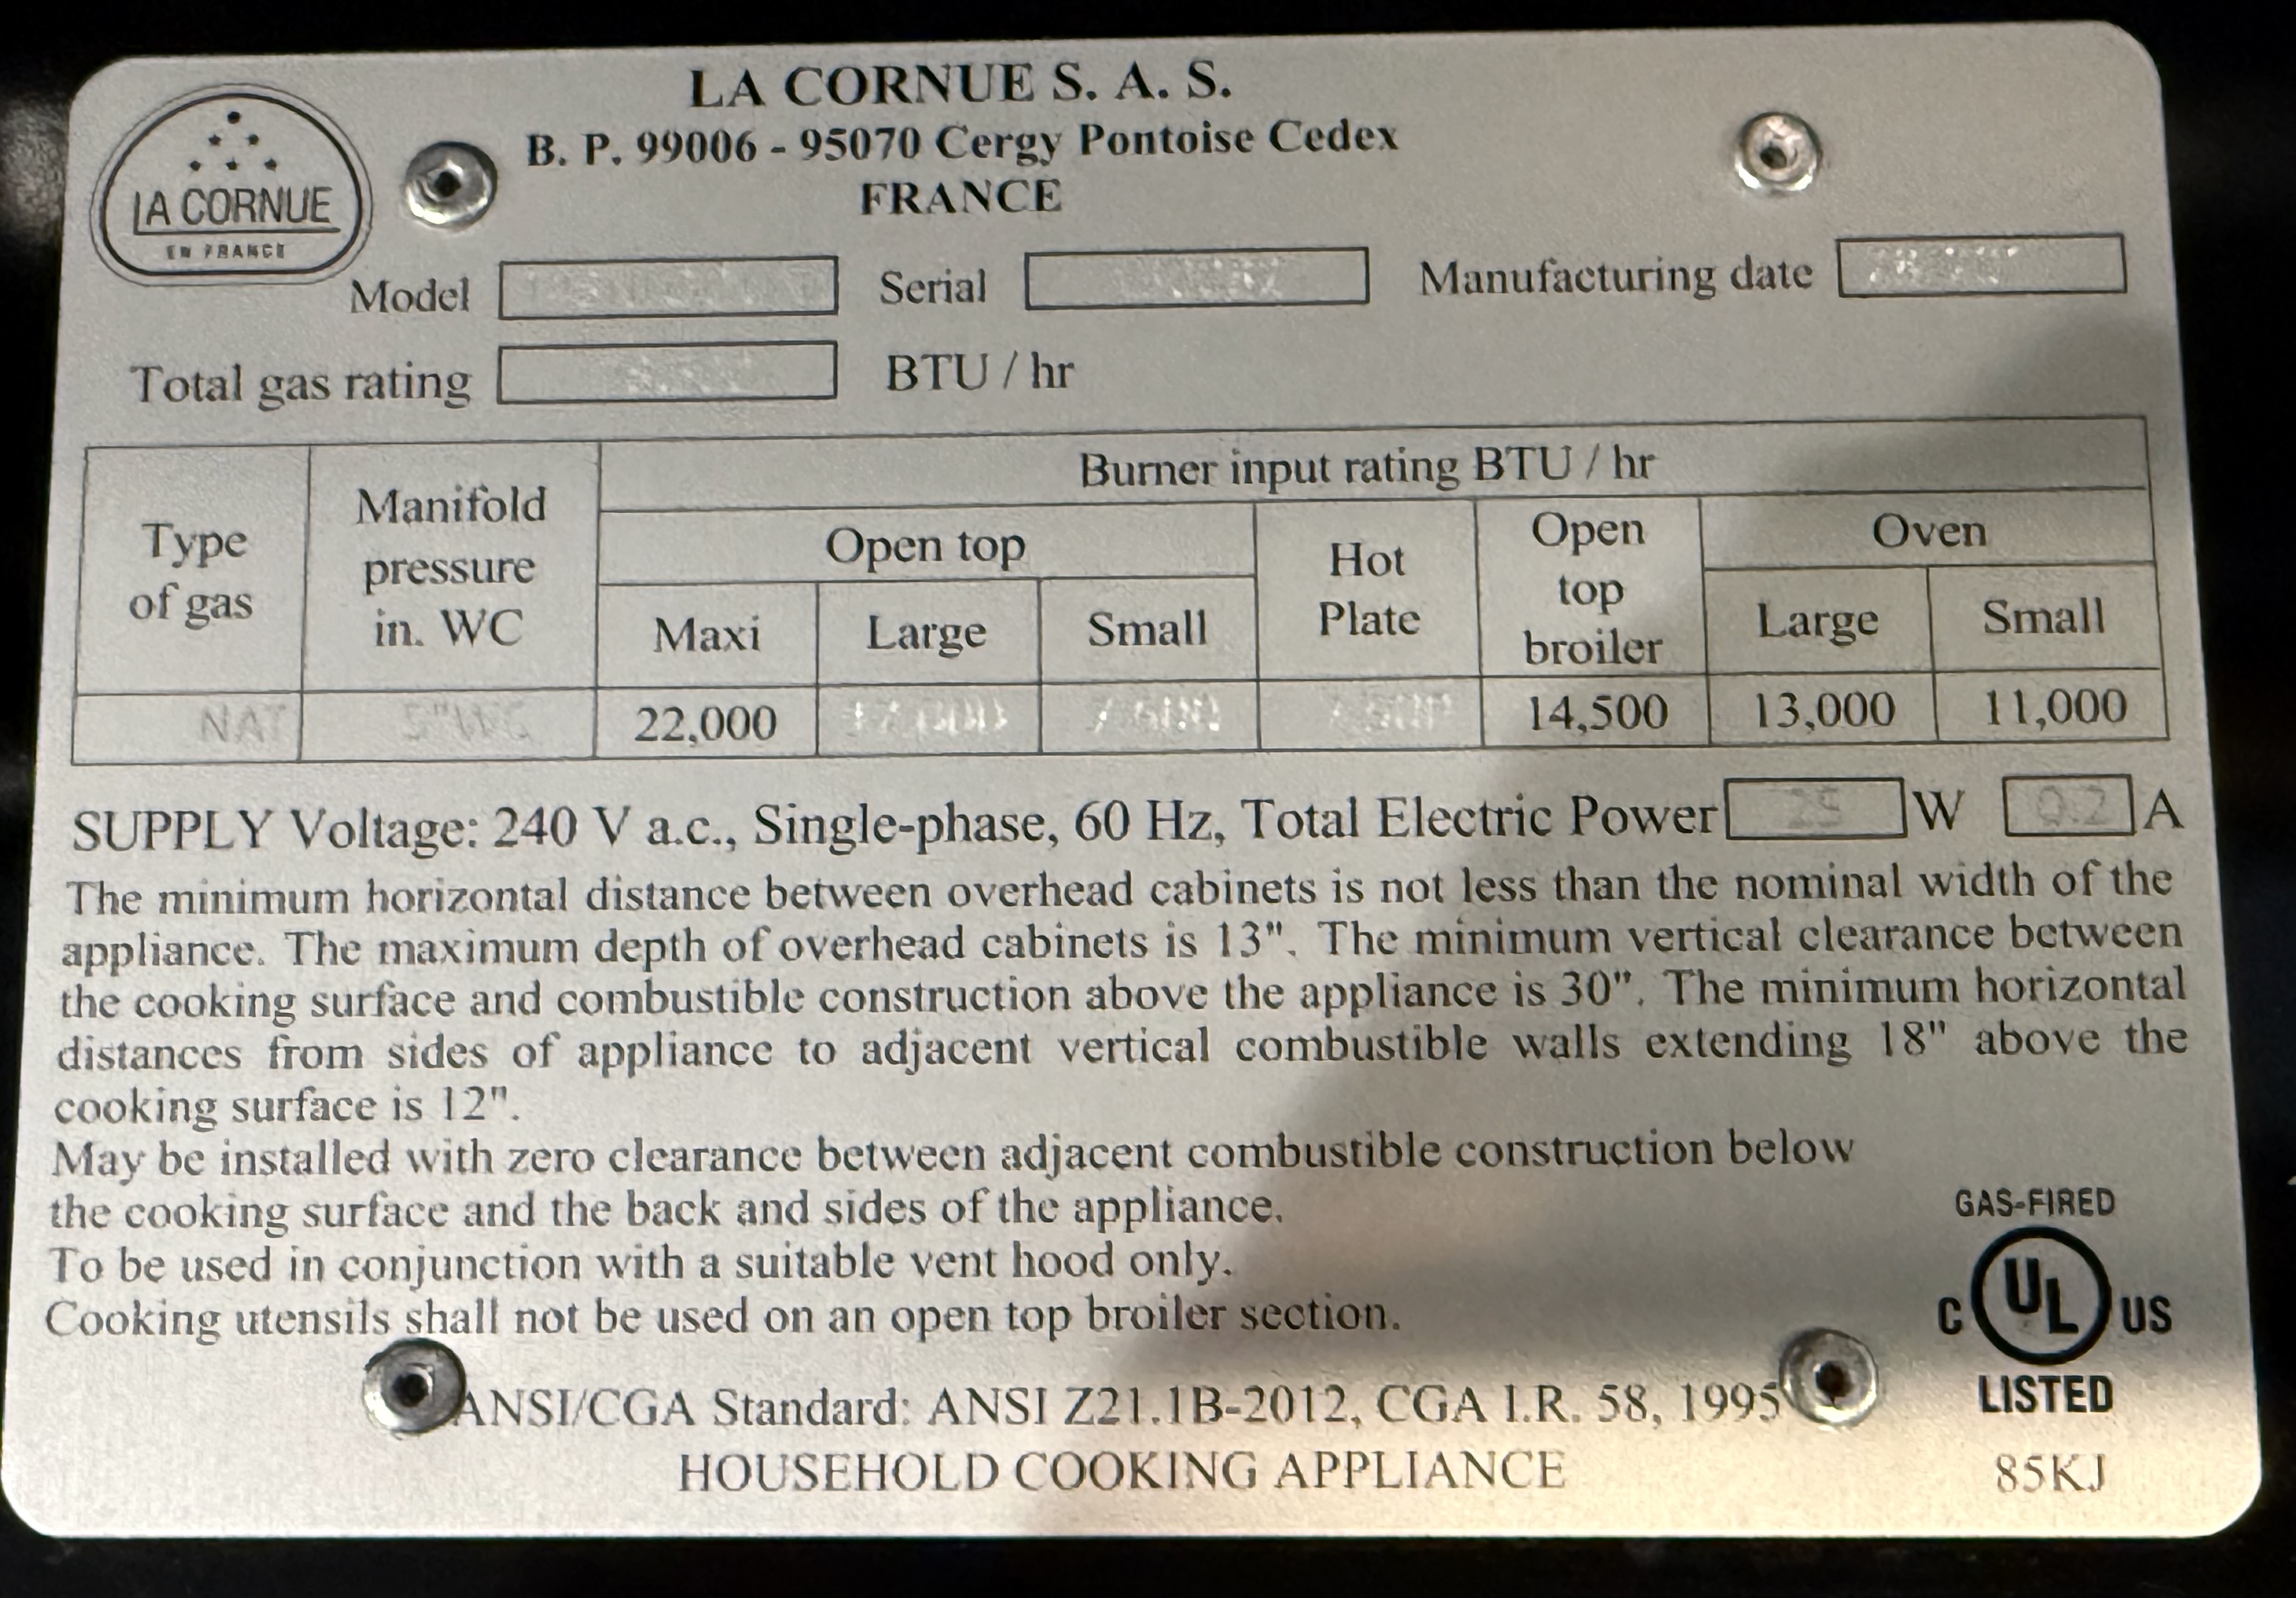 LA CORNUE S. A. S.
B. P. 99006 - 95070 Cergy Pontoise Cedex
FRANCE
LA CORNUE
EN FRANCE
Model Serial Manufacturing date
Total gas rating BTU / hr
Type of gas
Manifold pressure in. WC
Burner input rating BTU / hr
Open top
Hot Plate
Open top broiler
Oven
Maxi Large Small Large Small
NAT 22,000 14,500 13,000 11,000
SUPPLY Voltage: 240 V a.c., Single-phase, 60 Hz, Total Electric Power 25 W 0.2 A
The minimum horizontal distance between overhead cabinets is not less than the nominal width of the
appliance. The maximum depth of overhead cabinets is 13". The minimum vertical clearance between
the cooking surface and combustible construction above the appliance is 30". The minimum horizontal
distances from sides of appliance to adjacent vertical combustible walls extending 18" above the
cooking surface is 12".
May be installed with zero clearance between adjacent combustible construction below
the cooking surface and the back and sides of the appliance.
To be used in conjunction with a suitable vent hood only.
Cooking utensils shall not be used on an open top broiler section.
GAS-FIRED
C UL US
LISTED
85KJ
ANSI/CGA Standard: ANSI Z21.1B-2012, CGA I.R. 58, 1995
HOUSEHOLD COOKING APPLIANCE